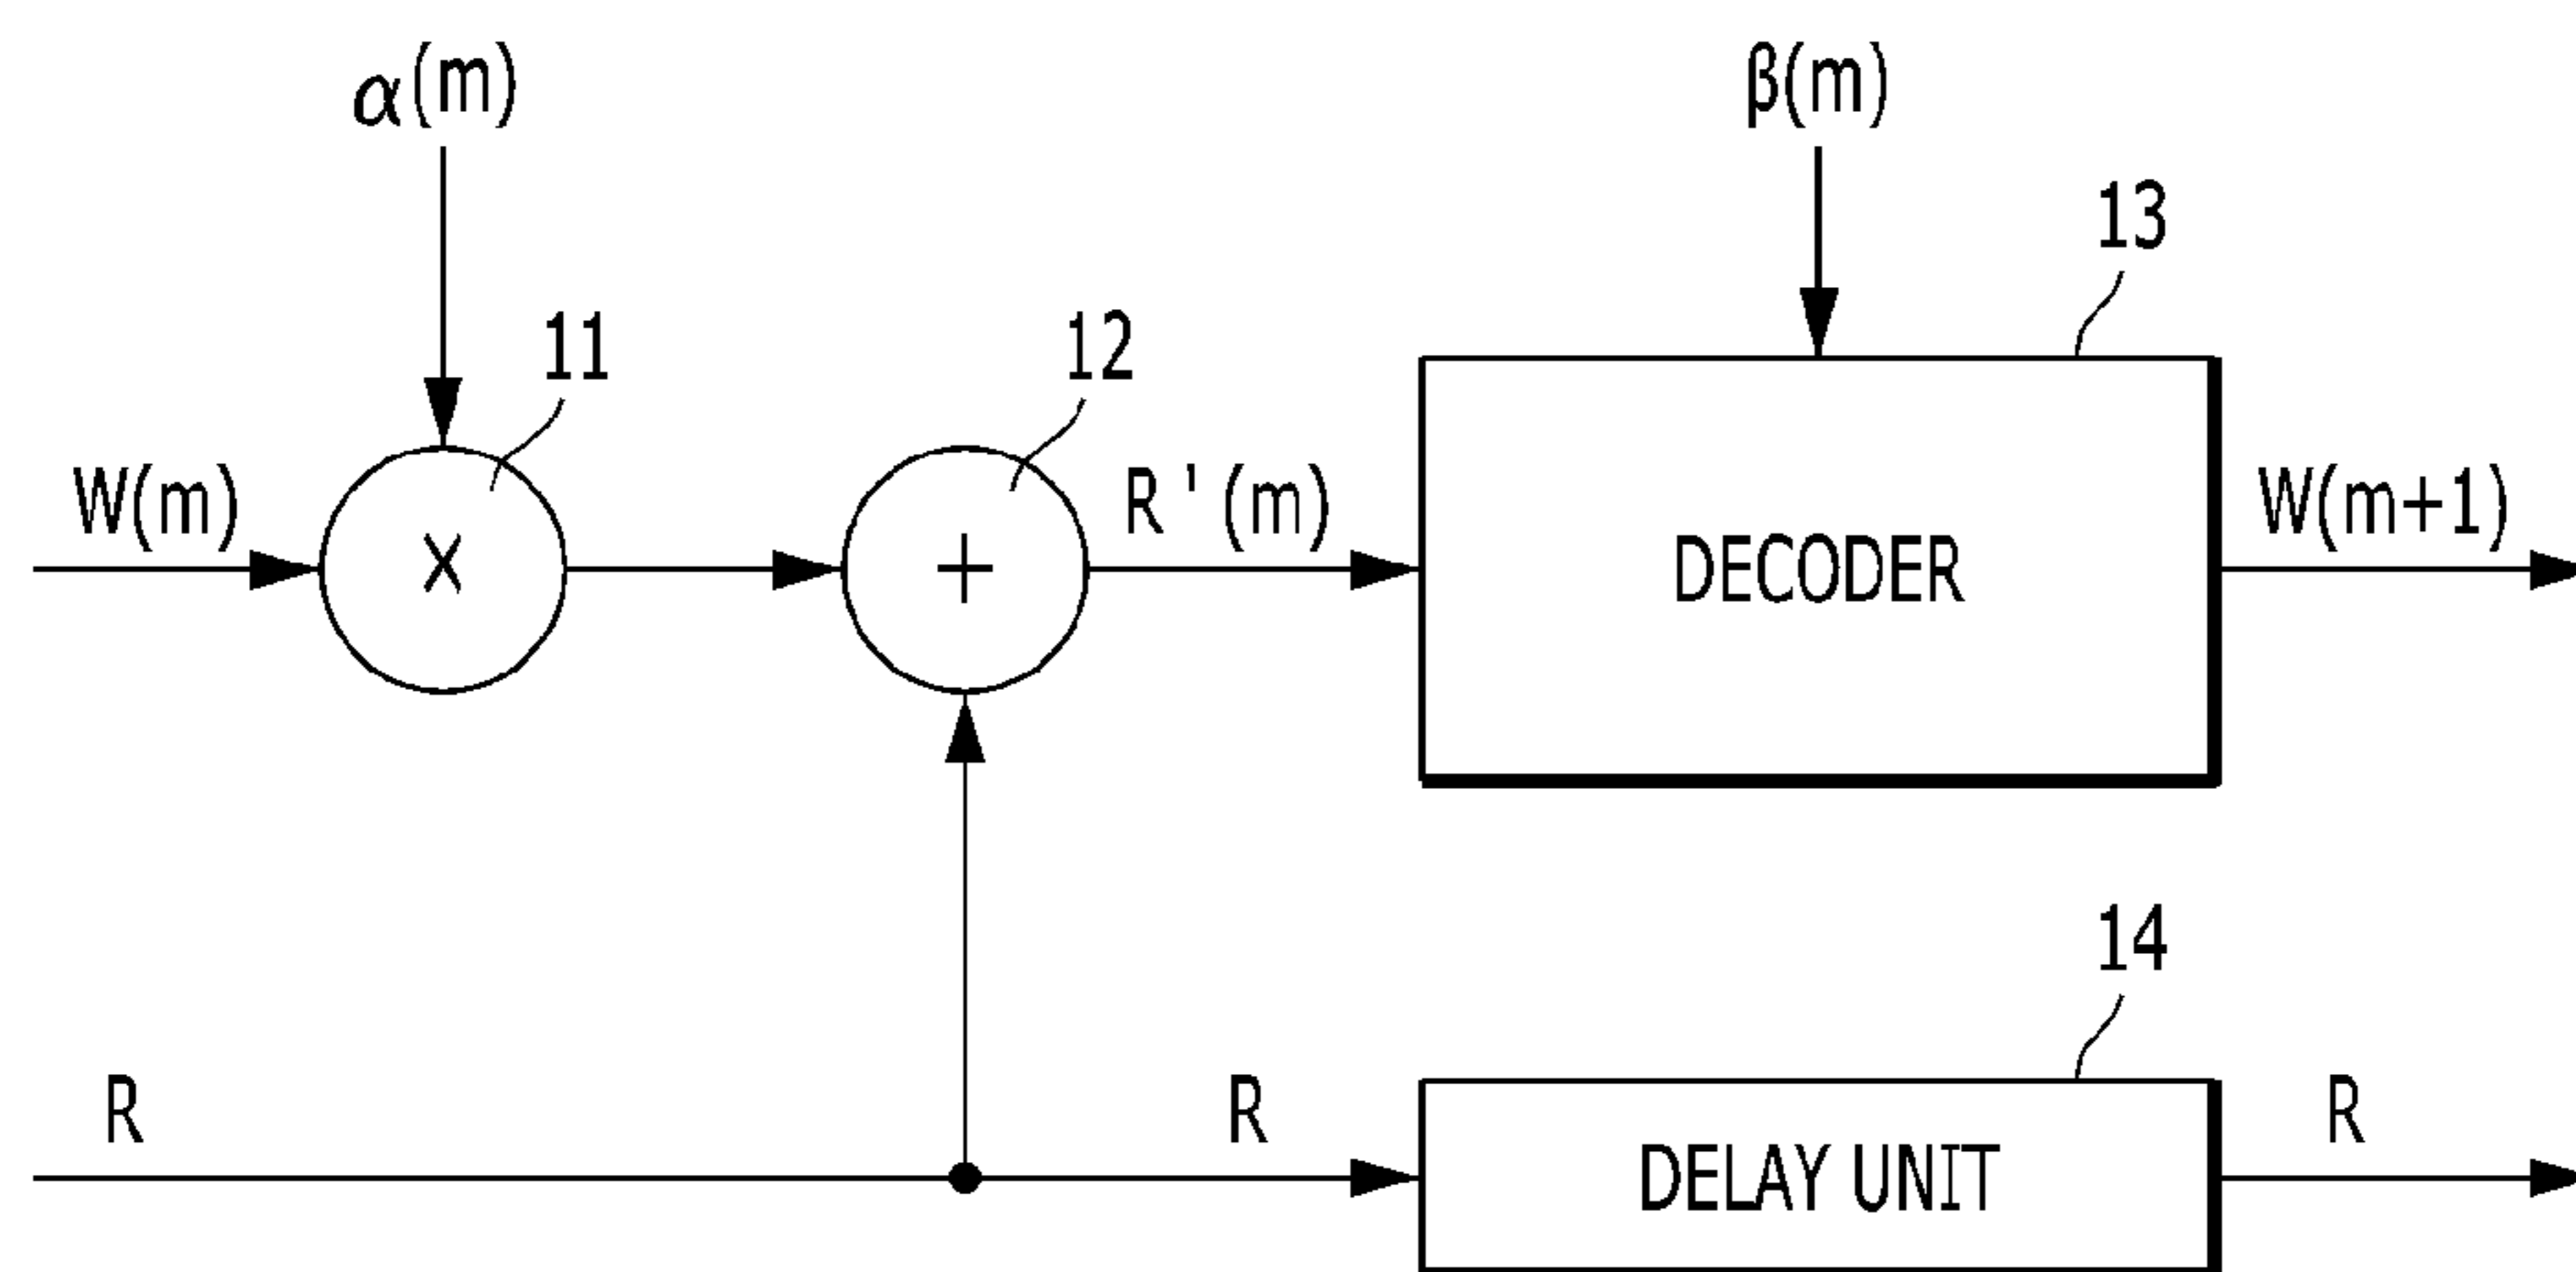 α(m)
β(m)
13
11
12
W(m)
×
+
R'(m)
DECODER
W(m+1)
14
R
R
DELAY UNIT
R